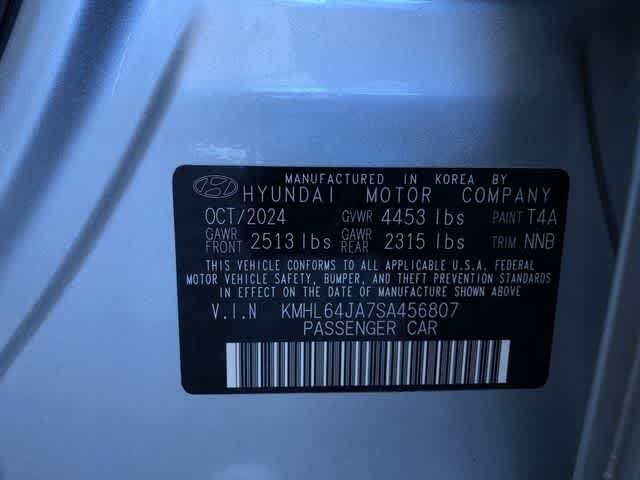 MANUFACTURED IN KOREA BY
HYUNDAI MOTOR COMPANY
OCT/2024 GVWR 4453 lbs PAINT T4A
GAWR FRONT 2513 lbs GAWR REAR 2315 lbs TRIM NNB
THIS VEHICLE CONFORMS TO ALL APPLICABLE U.S.A. FEDERAL
MOTOR VEHICLE SAFETY, BUMPER, AND THEFT PREVENTION STANDARDS
IN EFFECT ON THE DATE OF MANUFACTURE SHOWN ABOVE
V.I.N KMHL64JA7SA456807
PASSENGER CAR